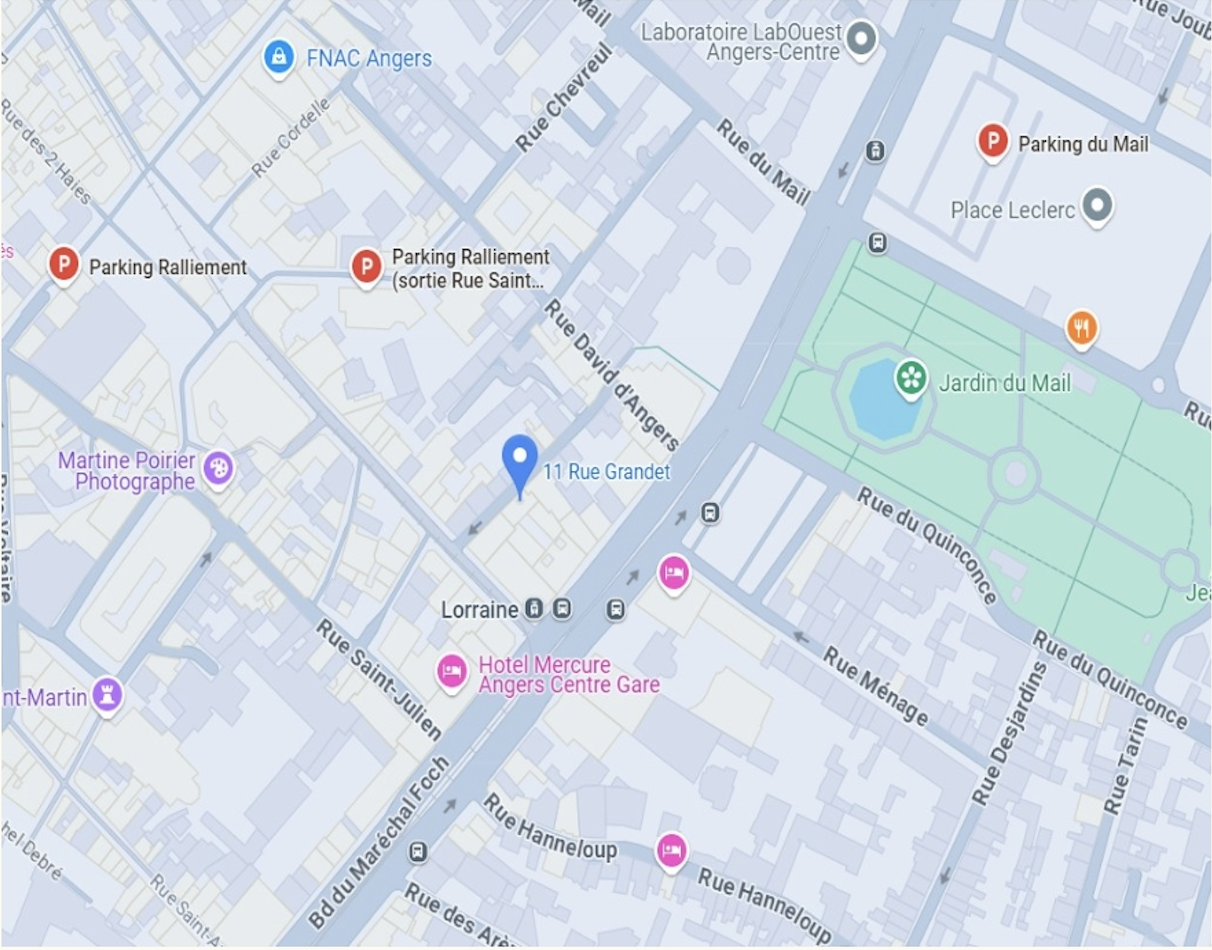 Mail
Rue Joub
Laboratoire LabOuest
Angers-Centre
FNAC Angers
Rue Chevreul
Rue Cordelle
Rue des 2 Haies
Rue du Mail
P
Parking du Mail
Place Leclerc
és
P
Parking Ralliement
P
Parking Ralliement
(sortie Rue Saint...
Rue David d'Angers
Jardin du Mail
Rue
Martine Poirier
Photographe
11 Rue Grandet
Rue Voltaire
Rue du Quinconce
Jea
Lorraine
Rue Saint-Julien
Hotel Mercure
Angers Centre Gare
Rue Ménage
Rue du Quinconce
nt-Martin
Rue Desjardins
Rue Tarin
Bd du Maréchal Foch
Rue Hanneloup
hel-Debré
Rue Saint-A
Rue des Arèn
Rue Hanneloup